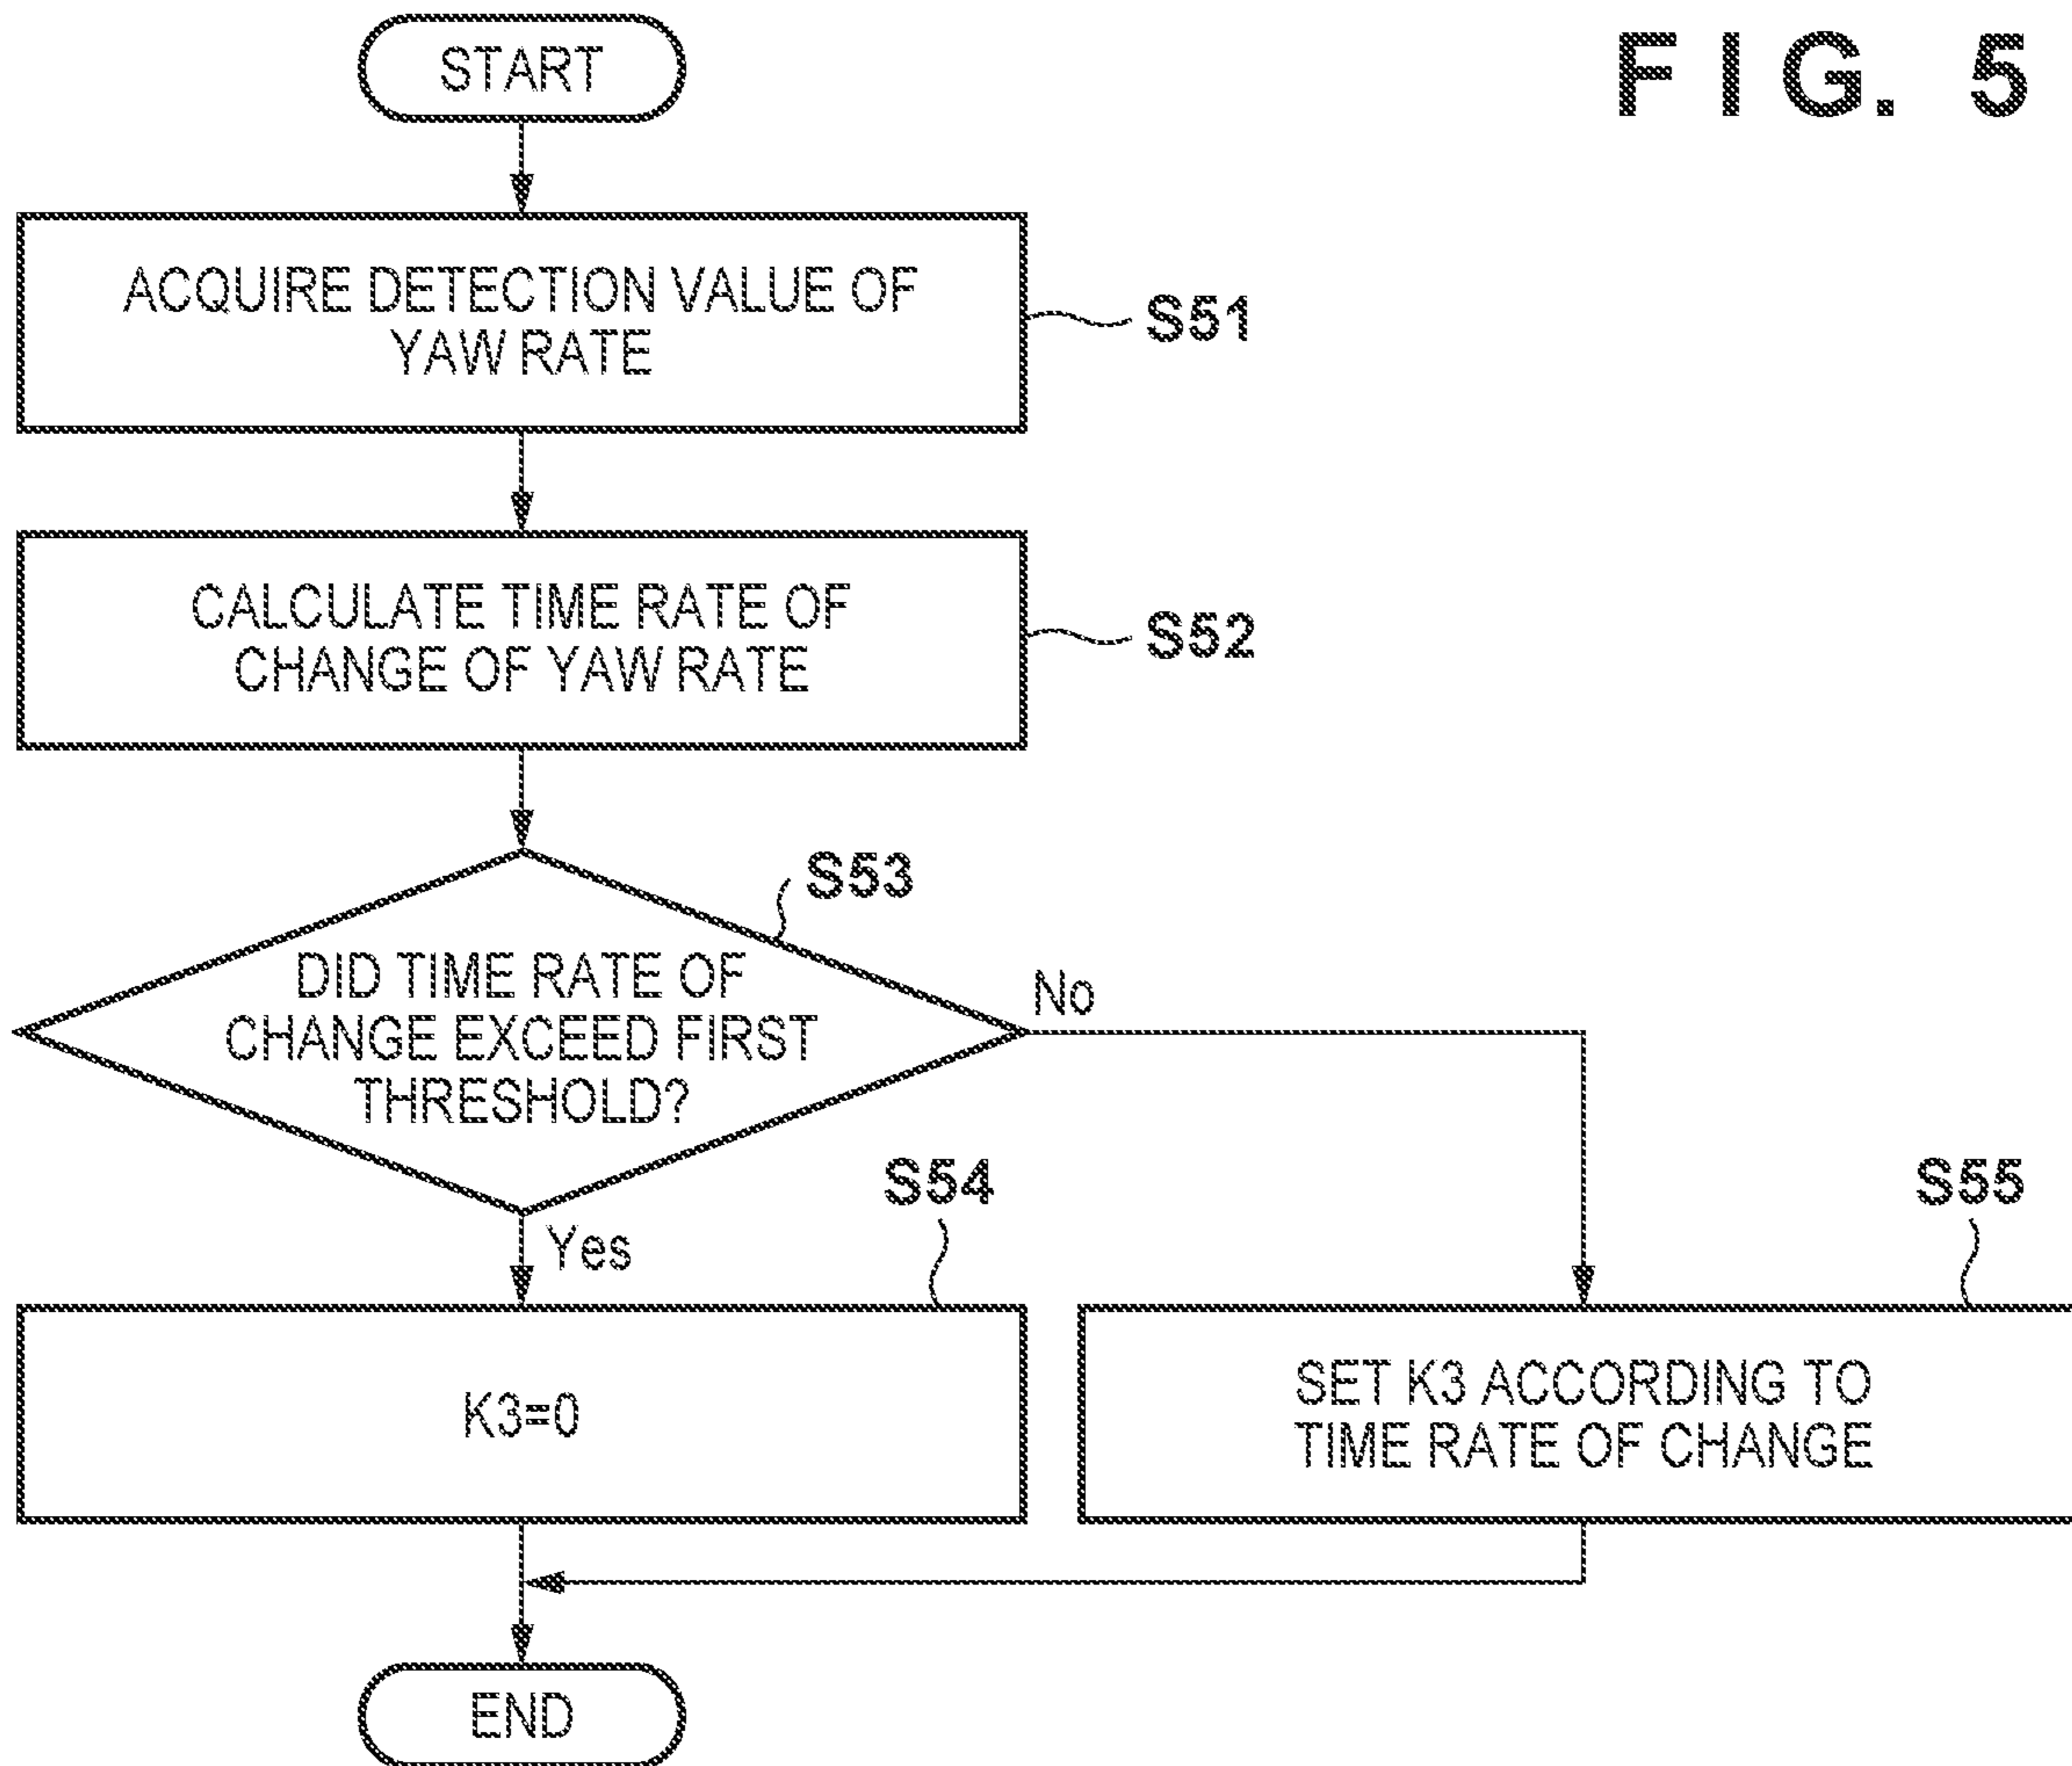 FIG. 5
START
ACQUIRE DETECTION VALUE OF
YAW RATE
S51
CALCULATE TIME RATE OF
CHANGE OF YAW RATE
S52
S53
DID TIME RATE OF
CHANGE EXCEED FIRST
THRESHOLD?
No
Yes
S54
K3=0
S55
SET K3 ACCORDING TO
TIME RATE OF CHANGE
END